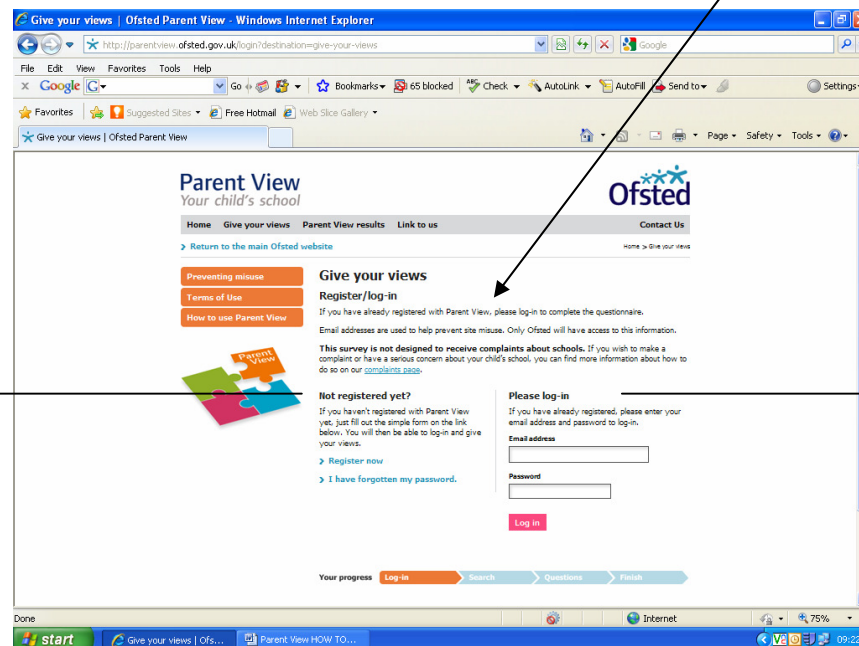 Give your views | Ofsted Parent View - Windows Internet Explorer
http://parentview.ofsted.gov.uk/login?destination=give-your-views
Google
File Edit View Favorites Tools Help
x Google G Go Bookmarks 65 blocked ABC Check AutoLink AutoFill Send to Settings
Favorites Suggested Sites Free Hotmail Web Slice Gallery
Give your views | Ofsted Parent View Page Safety Tools
Parent View
Your child's school
Ofsted
Home Give your views Parent View results Link to us Contact Us
Return to the main Ofsted website Home > Give your views
Preventing misuse
Terms of Use
How to use Parent View
Parent View
Give your views
Register/log-in
If you have already registered with Parent View, please log-in to complete the questionnaire.
Email addresses are used to help prevent site misuse. Only Ofsted will have access to this information.
This survey is not designed to receive complaints about schools. If you wish to make a
complaint or have a serious concern about your child's school, you can find more information about how to
do so on our complaints page.
Not registered yet?
If you haven't registered with Parent View
yet, just fill out the simple form on the link
below. You will then be able to log-in and give
your views.
Register now
I have forgotten my password.
Please log-in
If you have already registered, please enter your
email address and password to log-in.
Email address
Password
Log in
Your progress Log-in Search Questions Finish
Done Internet 75%
start Give your views | Ofs... Parent View HOW TO... 09:22